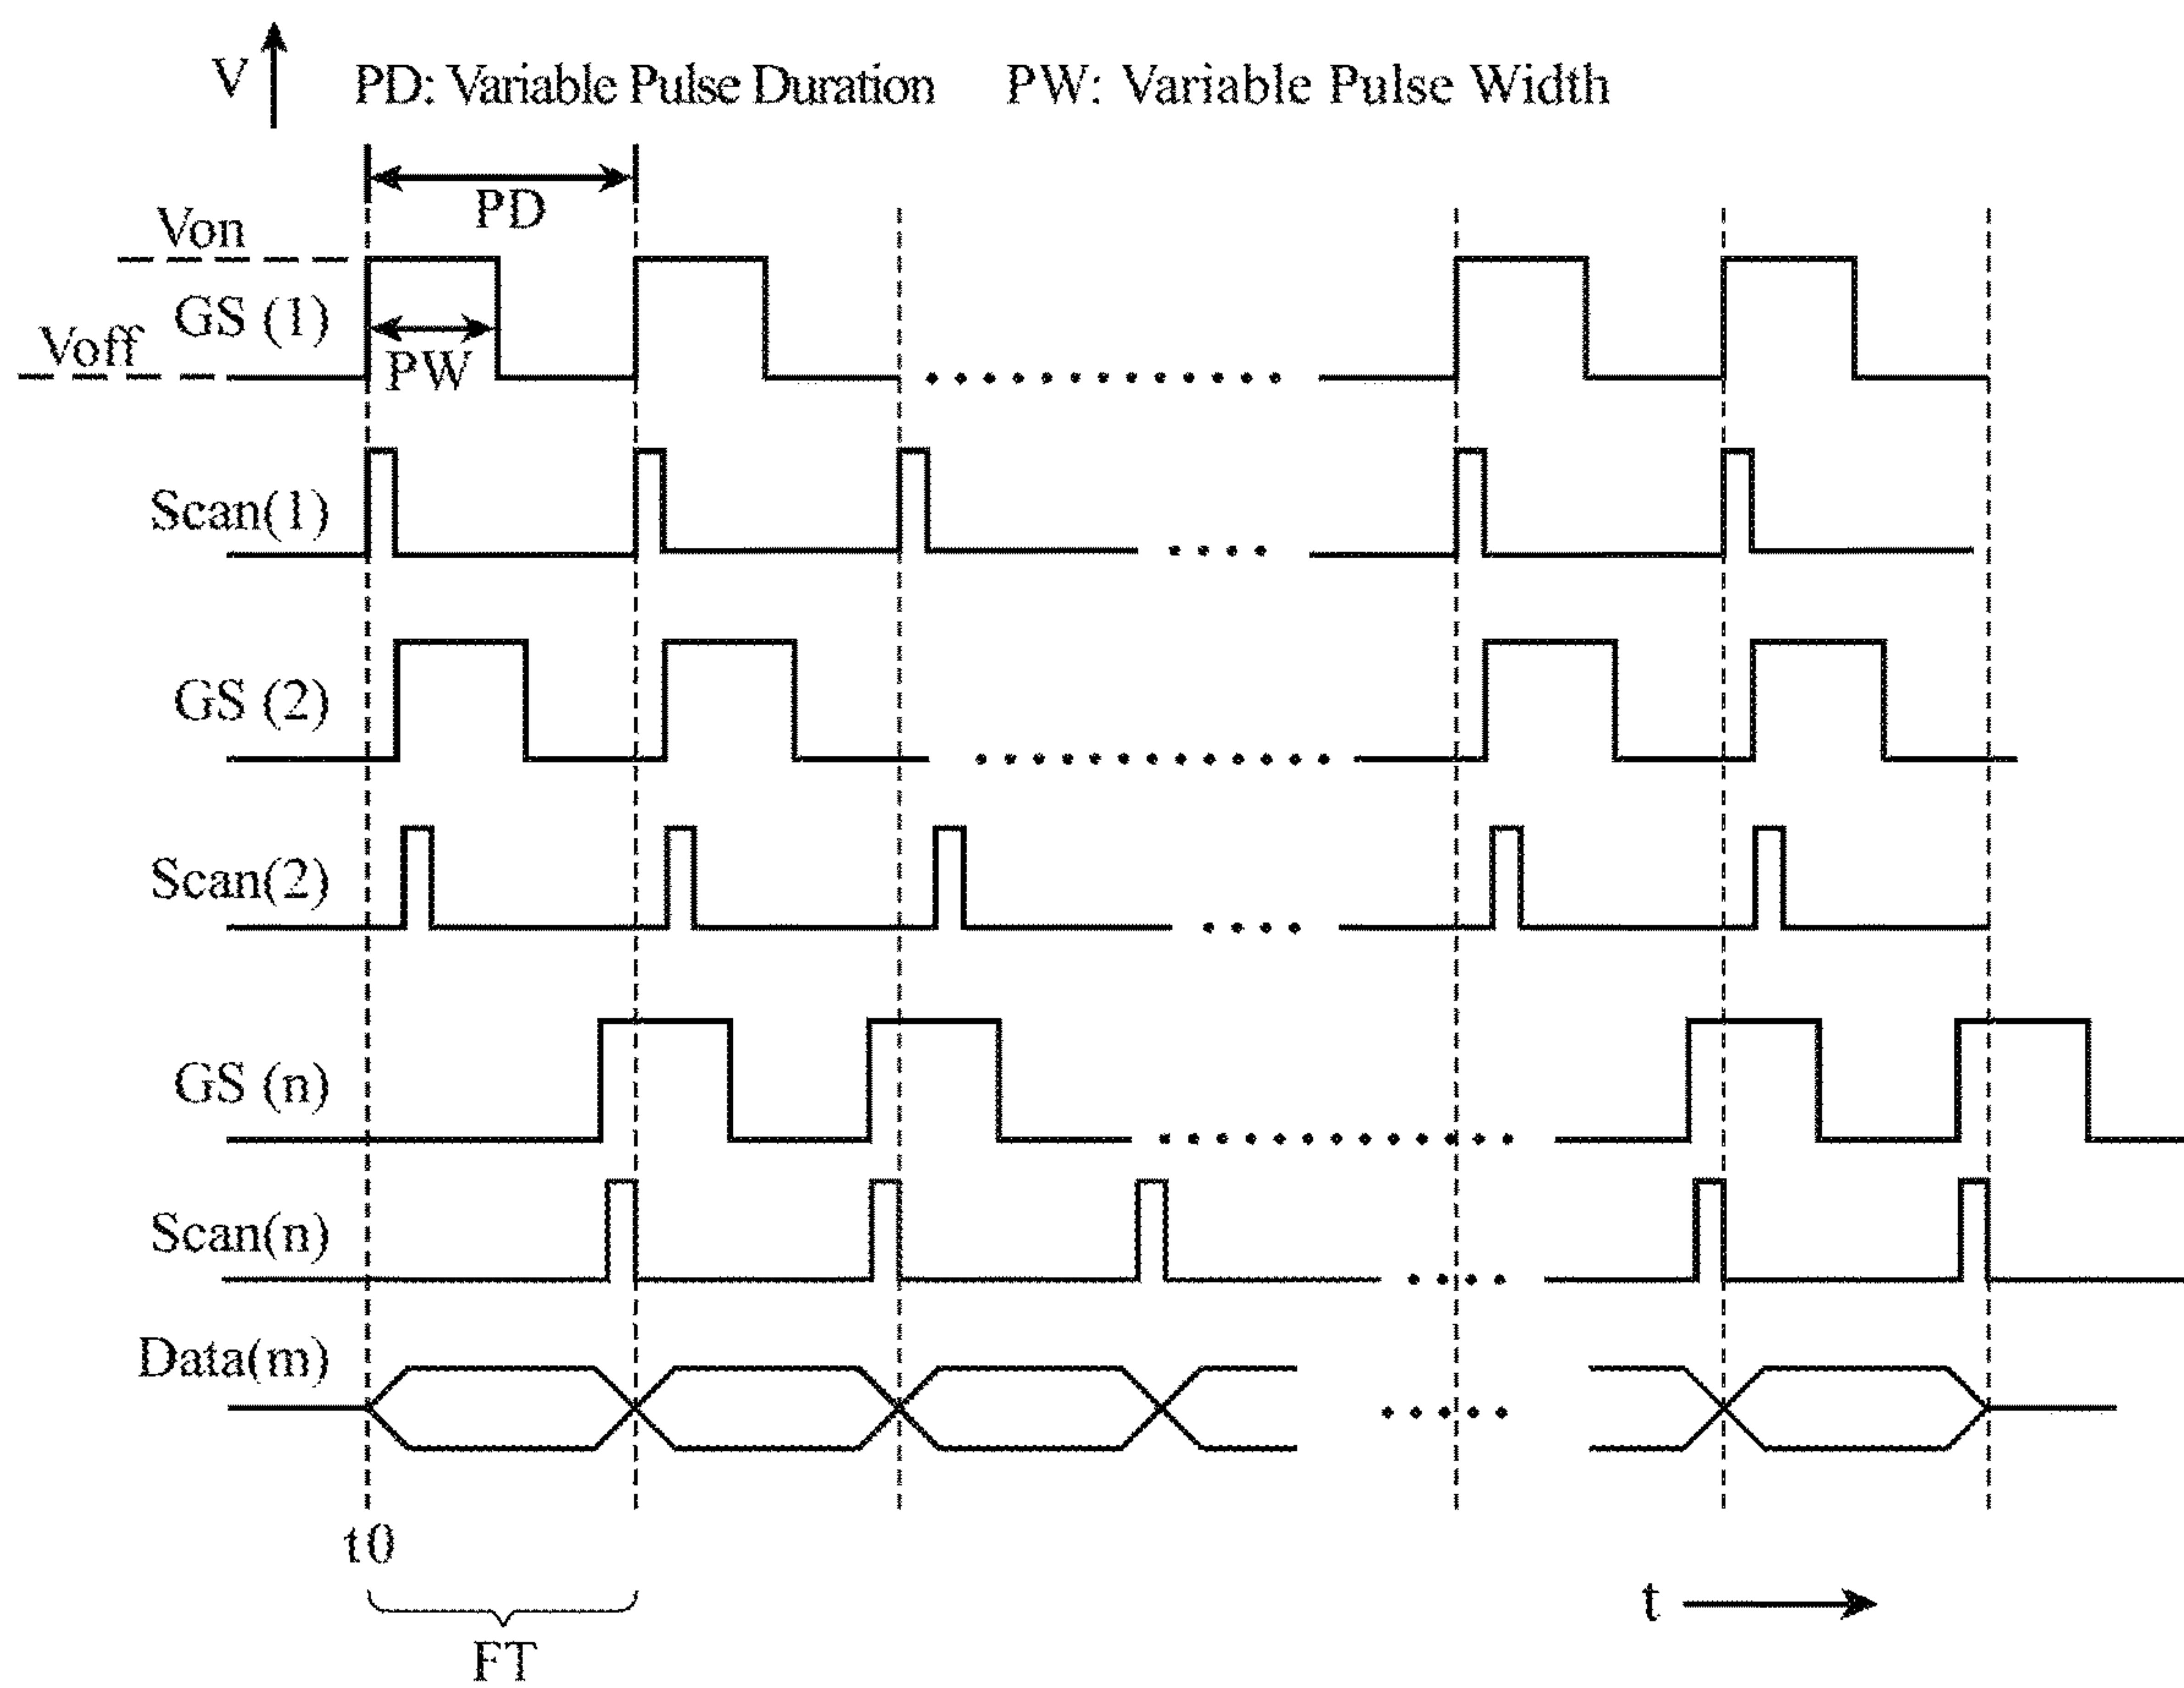 V
PD: Variable Pulse Duration PW: Variable Pulse Width
PD
Von
GS (1)
Voff
PW
Scan(1)
GS (2)
Scan(2)
GS (n)
Scan(n)
Data(m)
t0
t
FT